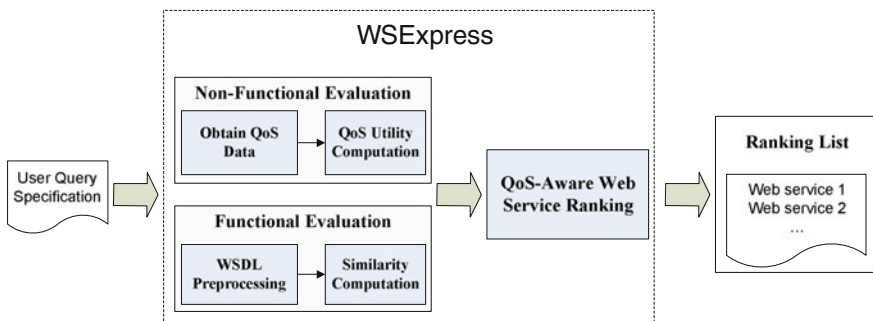 WSExpress
Non-Functional Evaluation
Obtain QoS
Data
QoS Utility
Computation
User Query
Specification
Functional Evaluation
WSDL
Preprocessing
Similarity
Computation
QoS-Aware Web
Service Ranking
Ranking List
Web service 1
Web service 2
...